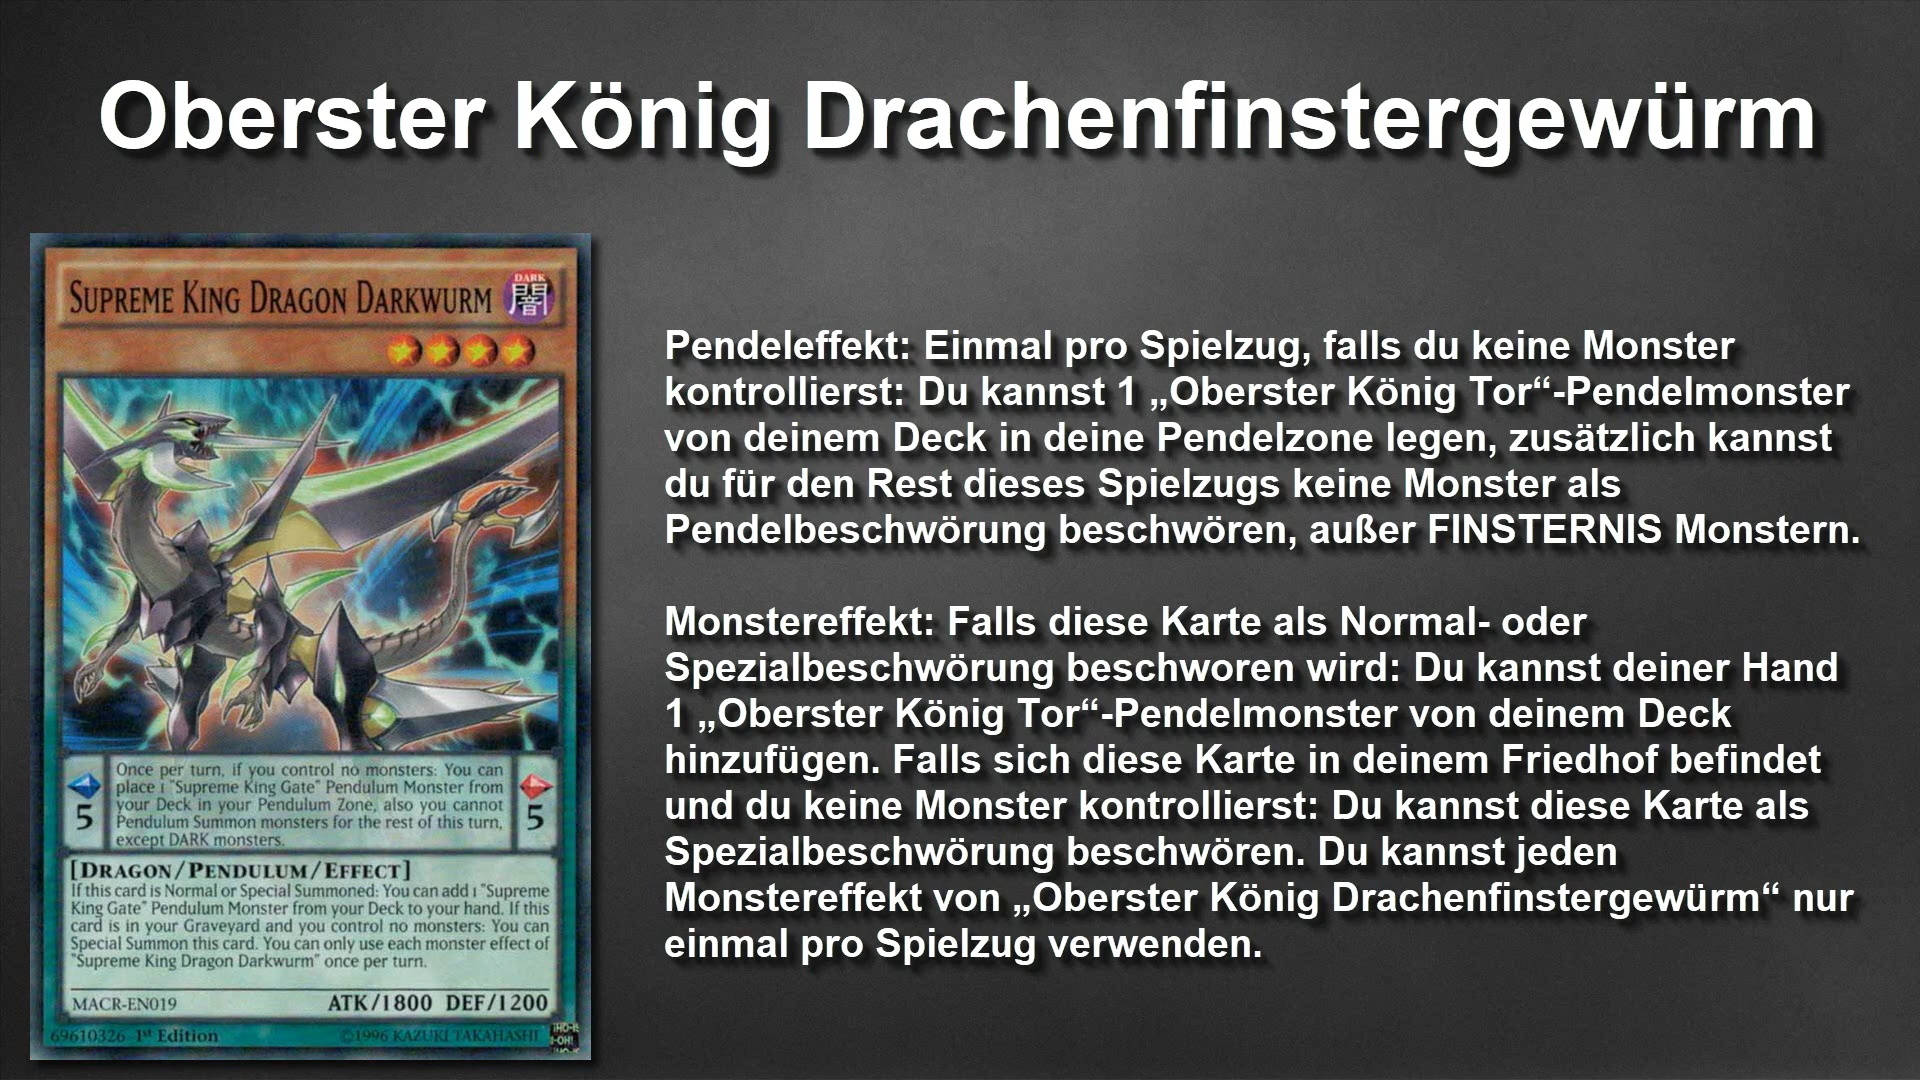 Oberster König Drachenfinstergewürm
SUPREME KING DRAGON DARKWURM
DARK
闇
Once per turn, if you control no monsters: You can
place 1 "Supreme King Gate" Pendulum Monster from
your Deck in your Pendulum Zone, also you cannot
Pendulum Summon monsters for the rest of this turn,
except DARK monsters.
5
5
[DRAGON/PENDULUM/EFFECT]
If this card is Normal or Special Summoned: You can add 1 "Supreme
King Gate" Pendulum Monster from your Deck to your hand. If this
card is in your Graveyard and you control no monsters: You can
Special Summon this card. You can only use each monster effect of
"Supreme King Dragon Darkwurm" once per turn.
MACR-EN019
ATK/1800 DEF/1200
69610326 1st Edition
©1996 KAZUKI TAKAHASHI
Pendeleffekt: Einmal pro Spielzug, falls du keine Monster
kontrollierst: Du kannst 1 „Oberster König Tor“-Pendelmonster
von deinem Deck in deine Pendelzone legen, zusätzlich kannst
du für den Rest dieses Spielzugs keine Monster als
Pendelbeschwörung beschwören, außer FINSTERNIS Monstern.
Monstereffekt: Falls diese Karte als Normal- oder
Spezialbeschwörung beschworen wird: Du kannst deiner Hand
1 „Oberster König Tor“-Pendelmonster von deinem Deck
hinzufügen. Falls sich diese Karte in deinem Friedhof befindet
und du keine Monster kontrollierst: Du kannst diese Karte als
Spezialbeschwörung beschwören. Du kannst jeden
Monstereffekt von „Oberster König Drachenfinstergewürm“ nur
einmal pro Spielzug verwenden.